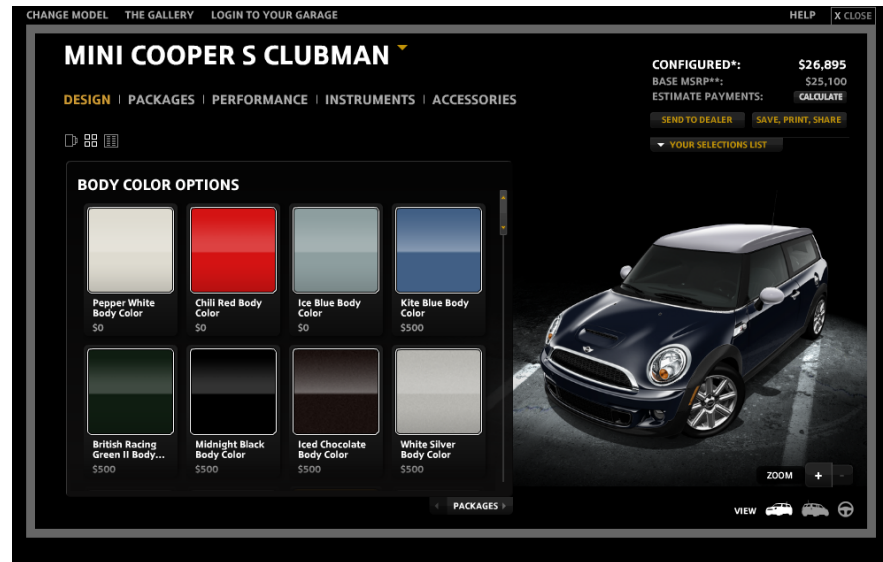 CHANGE MODEL THE GALLERY LOGIN TO YOUR GARAGE HELP X CLOSE
MINI COOPER S CLUBMAN
CONFIGURED*: $26,895
BASE MSRP**: $25,100
ESTIMATE PAYMENTS: CALCULATE
DESIGN | PACKAGES | PERFORMANCE | INSTRUMENTS | ACCESSORIES
SEND TO DEALER SAVE, PRINT, SHARE
YOUR SELECTIONS LIST
BODY COLOR OPTIONS
Pepper White
Body Color
$0
Chili Red Body
Color
$0
Ice Blue Body
Color
$0
Kite Blue Body
Color
$500
British Racing
Green II Body...
$500
Midnight Black
Body Color
$500
Iced Chocolate
Body Color
$500
White Silver
Body Color
$500
ZOOM + -
PACKAGES
VIEW